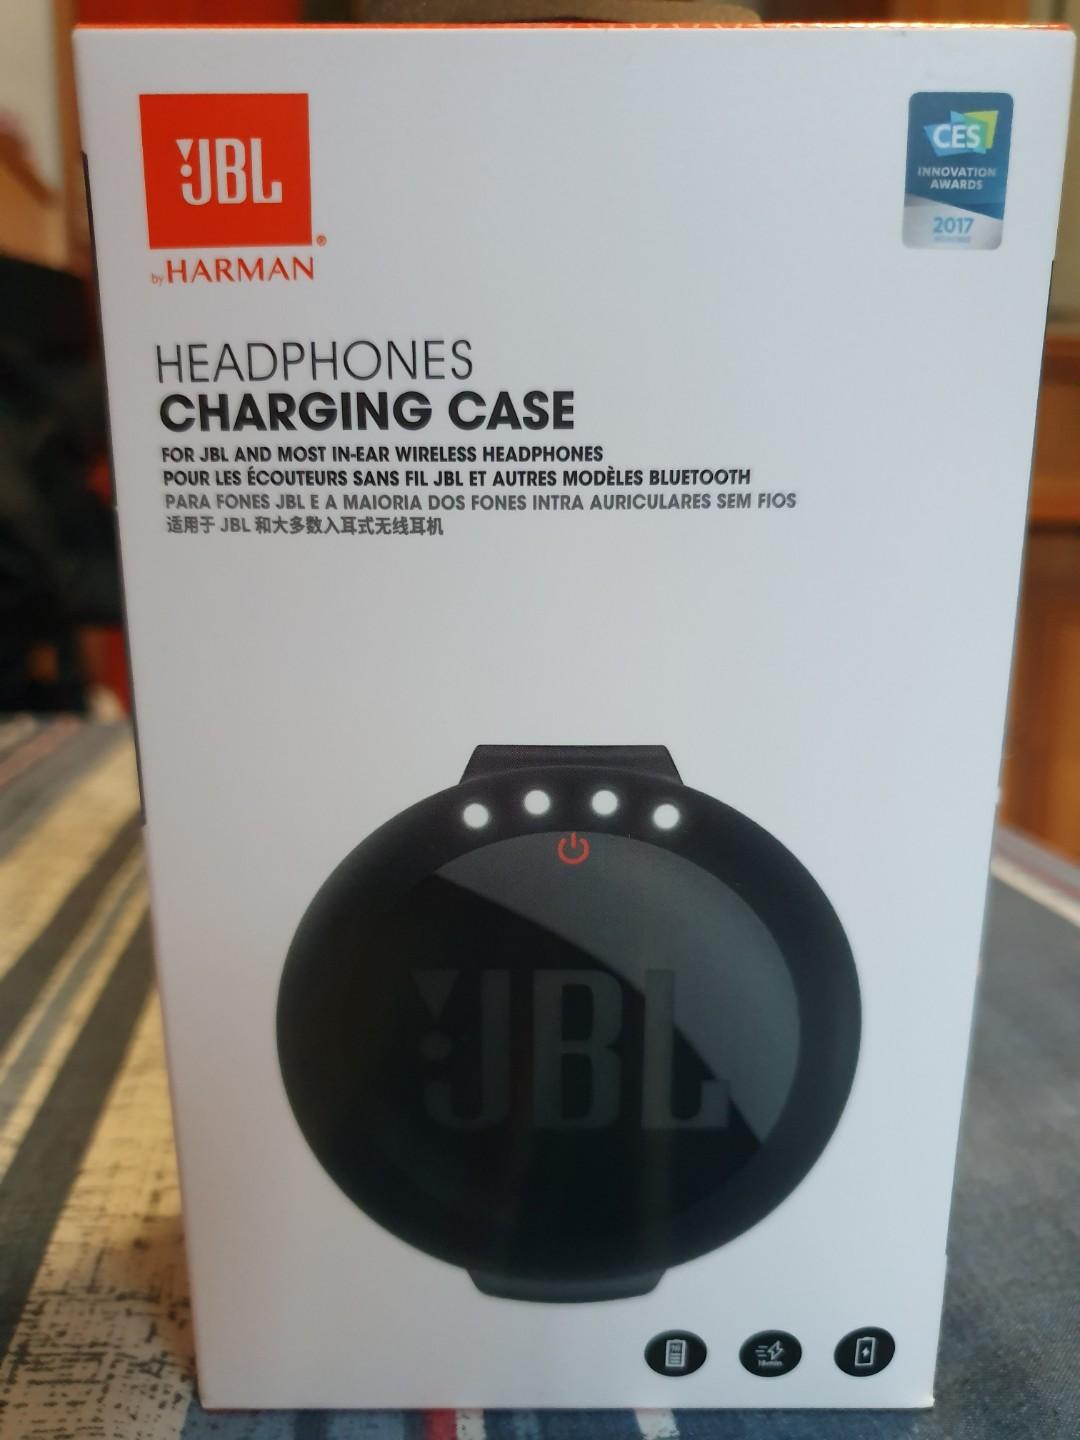 JBL
by HARMAN
CES
INNOVATION
AWARDS
2017
HEADPHONES
CHARGING CASE
FOR JBL AND MOST IN-EAR WIRELESS HEADPHONES
POUR LES ÉCOUTEURS SANS FIL JBL ET AUTRES MODÈLES BLUETOOTH
PARA FONES JBL E A MAIORIA DOS FONES INTRA AURICULARES SEM FIOS
适用于 JBL 和大多数入耳式无线耳机
JBL